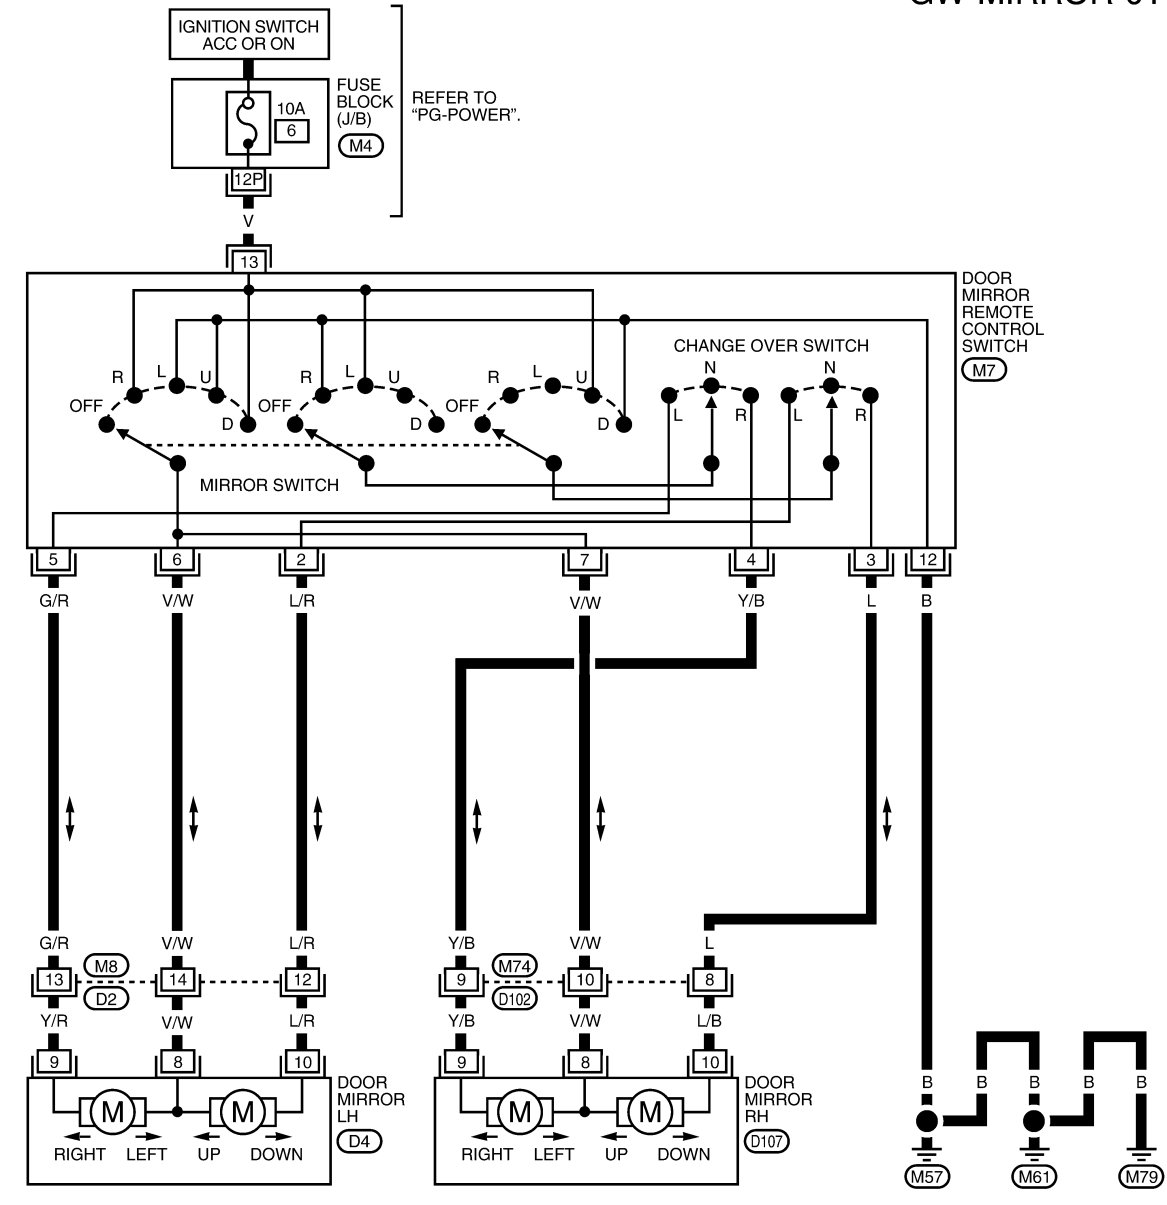 IGNITION SWITCH
ACC OR ON
FUSE
BLOCK
(J/B)
M4
10A
6
REFER TO
“PG-POWER”.
12P
V
13
DOOR
MIRROR
REMOTE
CONTROL
SWITCH
M7
CHANGE OVER SWITCH
OFF R L U D
OFF R L U D
OFF R L U D
L N R
L N R
MIRROR SWITCH
5 6 2 7 4 3 12
G/R V/W L/R V/W Y/B L B
G/R V/W L/R Y/B V/W L
13 M8 14 12 9 M74 10 8
D2 D102
Y/R V/W L/R Y/B V/W L/B
9 8 10 9 8 10
DOOR
MIRROR
LH
D4
M M
RIGHT LEFT UP DOWN
DOOR
MIRROR
RH
D107
M M
RIGHT LEFT UP DOWN
B B B B B
M57 M61 M79